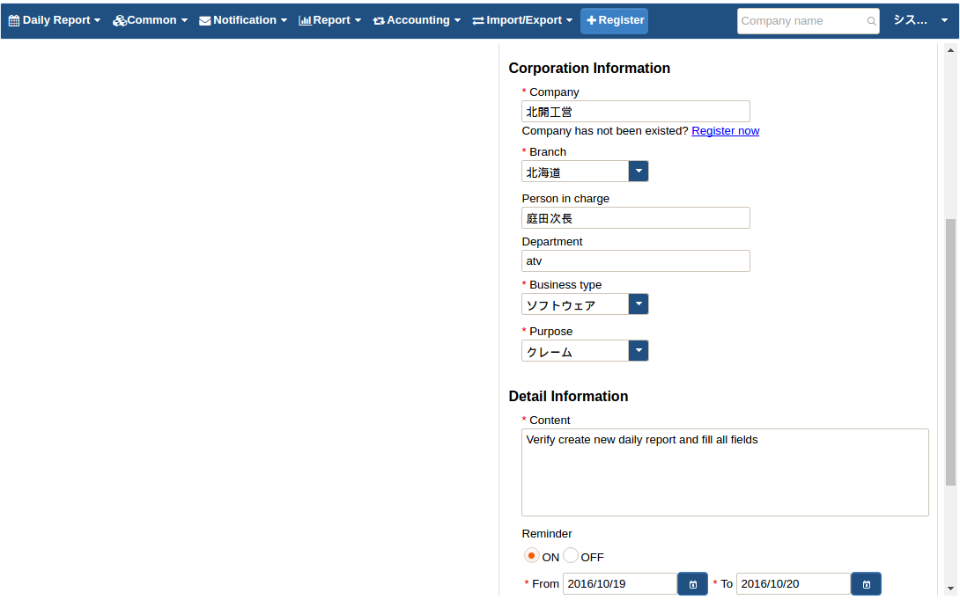 Daily Report Common Notification Report Accounting Import/Export + Register Company name シス...
Corporation Information
* Company
北開工営
Company has not been existed? Register now
* Branch
北海道
Person in charge
庭田次長
Department
atv
* Business type
ソフトウェア
* Purpose
クレーム
Detail Information
* Content
Verify create new daily report and fill all fields
Reminder
ON OFF
* From 2016/10/19 * To 2016/10/20